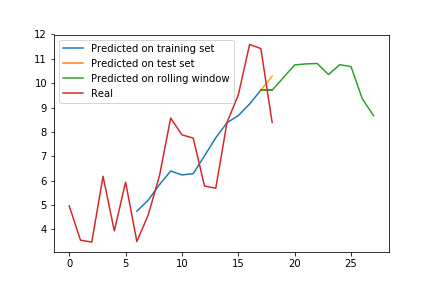 Predicted on training set
Predicted on test set
Predicted on rolling window
Real
12
11
10
9
8
7
6
5
4
0 5 10 15 20 25